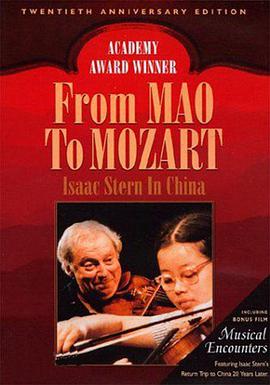 TWENTIETH ANNIVERSARY EDITION
ACADEMY
AWARD WINNER
From MAO
To MOZART
Isaac Stern In China
INCLUDING
BONUS FILM
Musical
Encounters
Featuring Isaac Stern's
Return Trip to China 20 Years Later